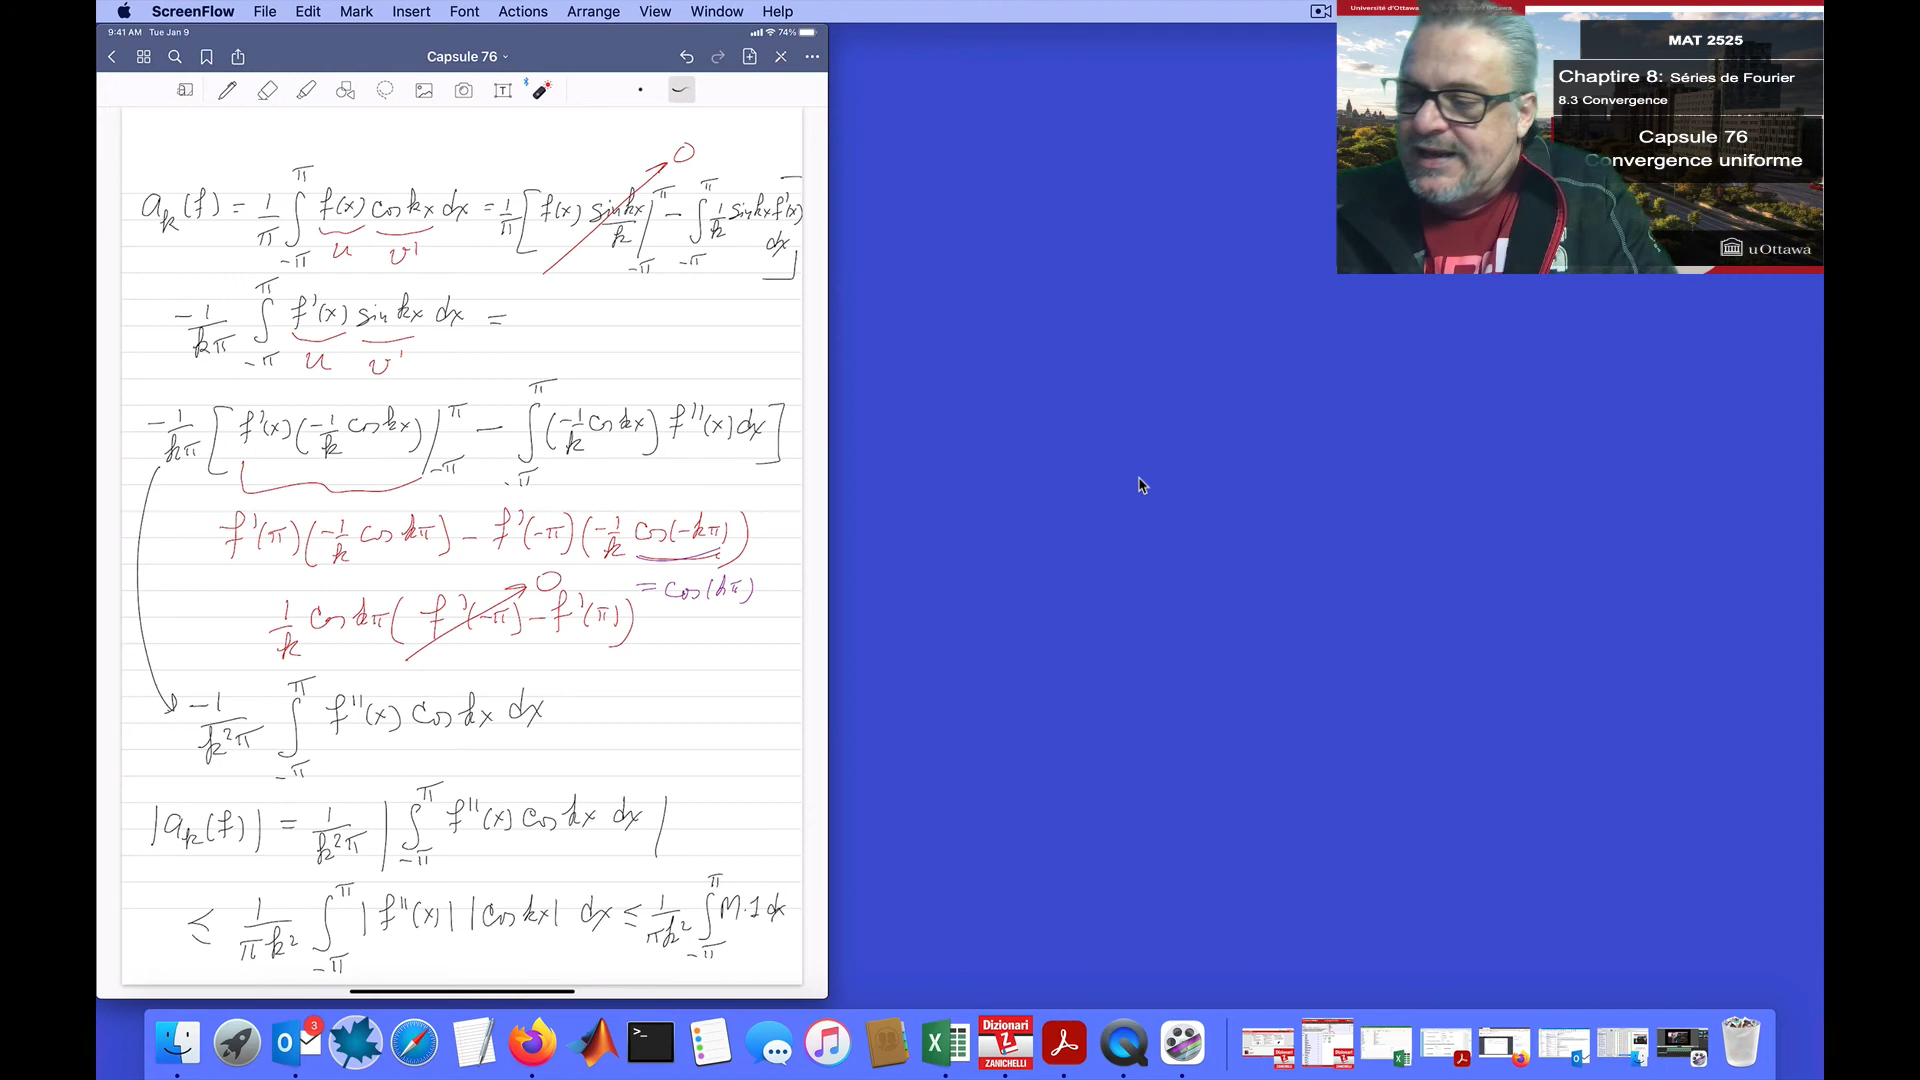 ScreenFlow File Edit Mark Insert Font Actions Arrange View Window Help
9:41 AM Tue Jan 9
74%
Capsule 76
a_k(f) = 1/π ∫_{-π}^{π} f(x) cos kx dx = 1/π [ f(x) sin kx / k |_{-π}^{π} - ∫_{-π}^{π} 1/k sin kx f'(x) dx ]
0
u v'
-1/(kπ) ∫_{-π}^{π} f'(x) sin kx dx =
u v'
-1/(kπ) [ f'(x) (-1/k cos kx) |_{-π}^{π} - ∫_{-π}^{π} (-1/k cos kx) f''(x) dx ]
f'(π) (-1/k cos kπ) - f'(-π) (-1/k cos(-kπ))
= cos(kπ)
0
1/k cos kπ ( f'(-π) - f'(π) )
-1/(k²π) ∫_{-π}^{π} f''(x) cos kx dx
|a_k(f)| = 1/(k²π) | ∫_{-π}^{π} f''(x) cos kx dx |
≤ 1/(πk²) ∫_{-π}^{π} |f''(x)| |cos kx| dx ≤ 1/(πk²) ∫_{-π}^{π} M·1 dx
Université d'Ottawa
MAT 2525
Chaptire 8: Séries de Fourier
8.3 Convergence
Capsule 76
Convergence uniforme
uOttawa
3
Dizionari
ZANICHELLI